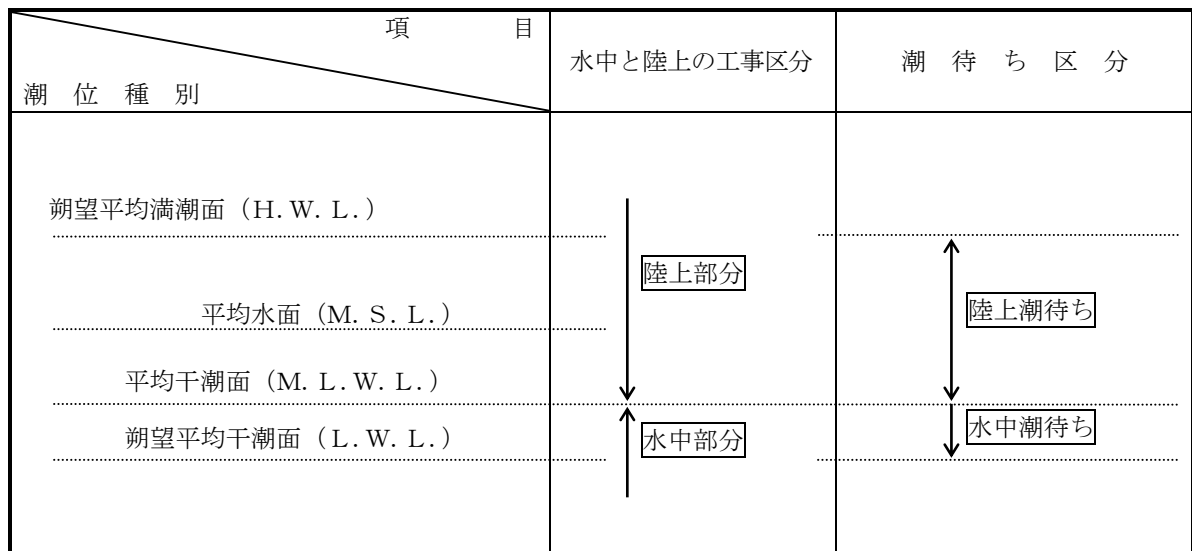 項 目
潮 位 種 別
水中と陸上の工事区分
潮 待 ち 区 分
朔望平均満潮面（H.W.L.）
陸上部分
陸上潮待ち
平均水面（M.S.L.）
平均干潮面（M.L.W.L.）
朔望平均干潮面（L.W.L.）
水中部分
水中潮待ち